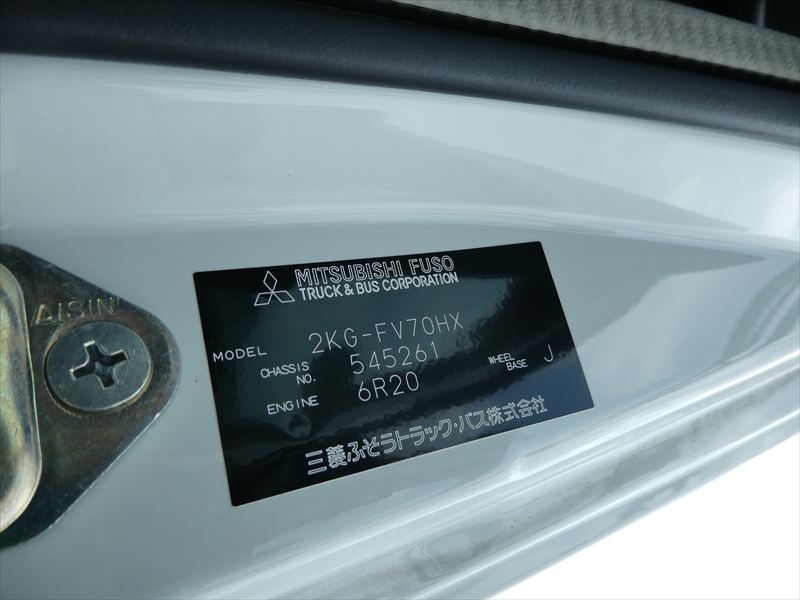 AISIN
MITSUBISHI FUSO
TRUCK & BUS CORPORATION
MODEL 2KG-FV70HX
CHASSIS NO. 545261
ENGINE 6R20
WHEEL BASE J
三菱ふそうトラック・バス株式会社